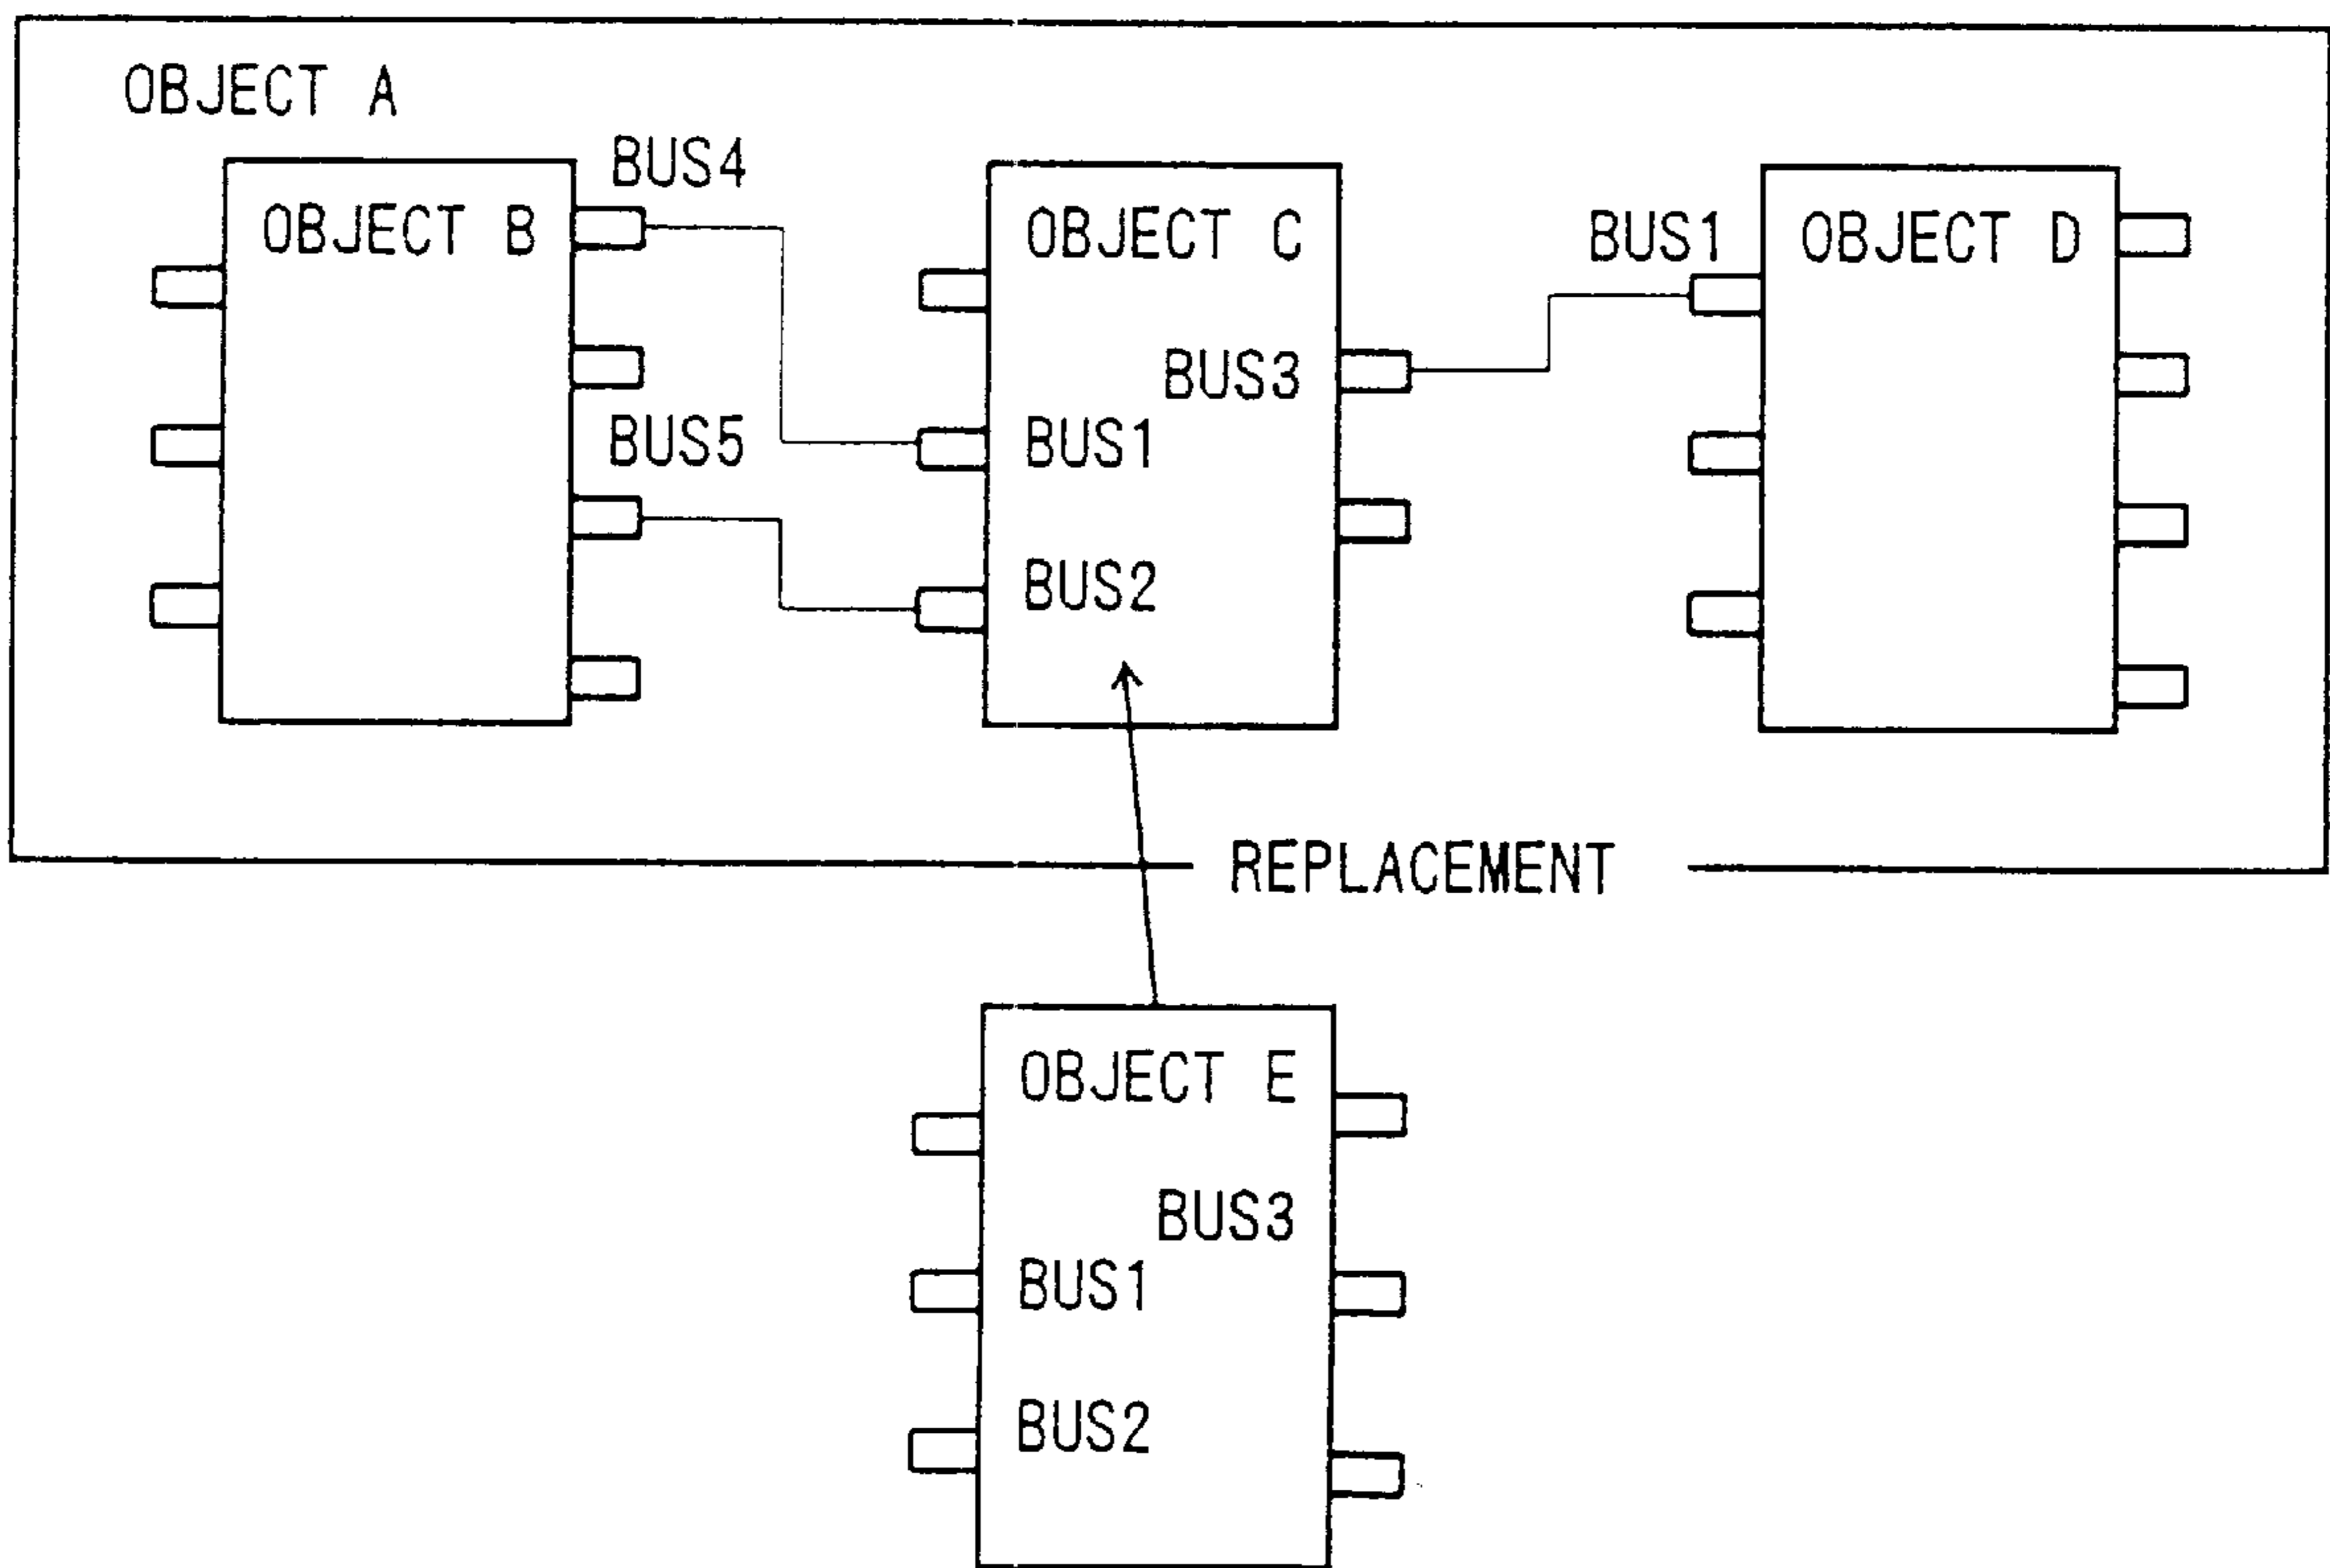 OBJECT A
BUS4
OBJECT B
OBJECT C
BUS1
OBJECT D
BUS3
BUS5
BUS1
BUS2
REPLACEMENT
OBJECT E
BUS3
BUS1
BUS2